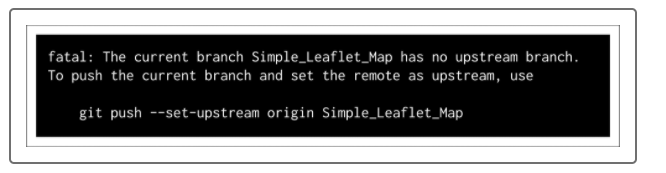 fatal: The current branch Simple_Leaflet_Map has no upstream branch.
To push the current branch and set the remote as upstream, use
git push --set-upstream origin Simple_Leaflet_Map